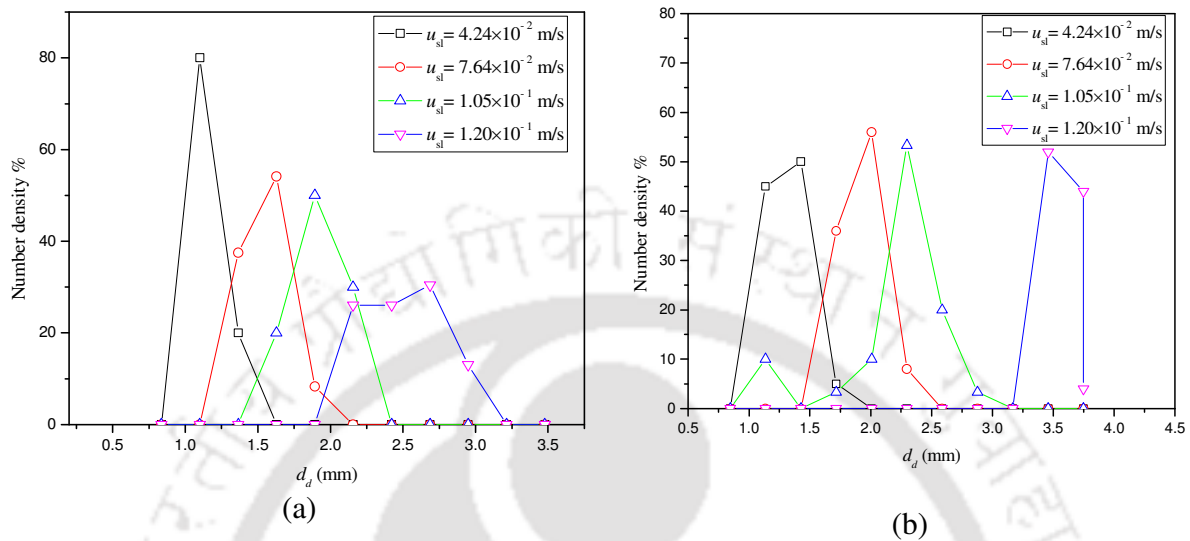 u_sl= 4.24×10⁻² m/s
u_sl= 7.64×10⁻² m/s
u_sl= 1.05×10⁻¹ m/s
u_sl= 1.20×10⁻¹ m/s
Number density %
80
60
40
20
0
0.5 1.0 1.5 2.0 2.5 3.0 3.5
d_d (mm)
(a)
u_sl= 4.24×10⁻² m/s
u_sl= 7.64×10⁻² m/s
u_sl= 1.05×10⁻¹ m/s
u_sl= 1.20×10⁻¹ m/s
Number density %
80
70
60
50
40
30
20
10
0
0.5 1.0 1.5 2.0 2.5 3.0 3.5 4.0 4.5
d_d (mm)
(b)